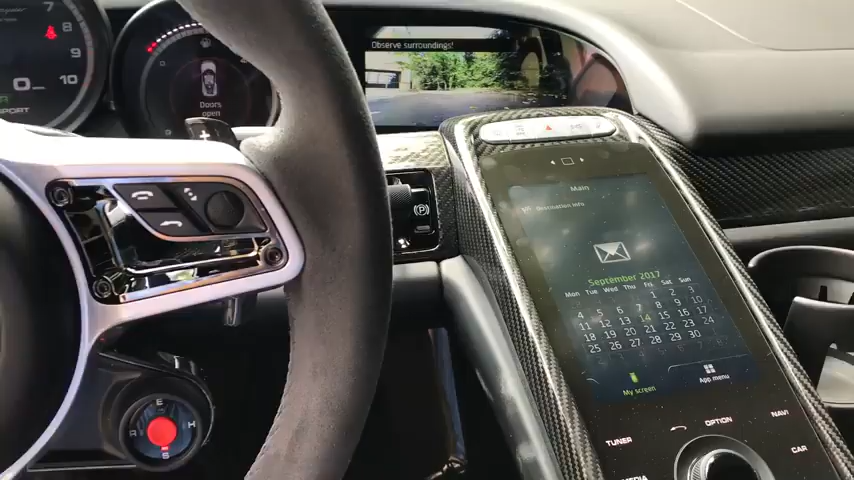 Observe surroundings!
7
8
9
10
0
SPORT
Doors
open
+
P
Main
Destination info
September 2017
Mon Tue Wed Thu Fri Sat Sun
1 2 3
4 5 6 7 8 9 10
11 12 13 14 15 16 17
18 19 20 21 22 23 24
25 26 27 28 29 30
My screen
App menu
TUNER
OPTION
NAVI
CAR
MEDIA
E
R
H
S